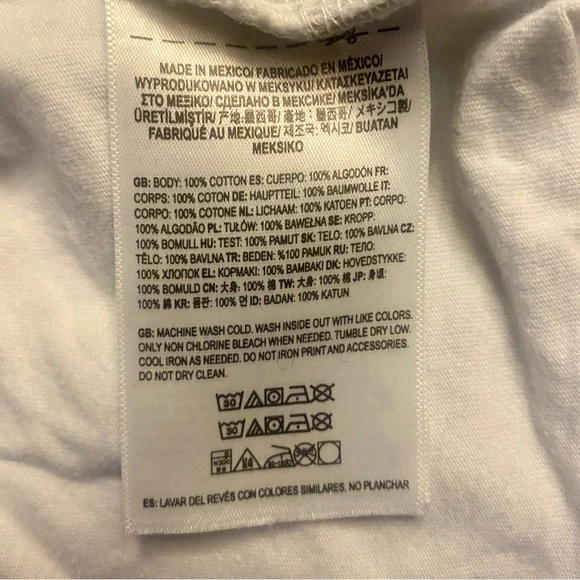 MADE IN MEXICO/ FABRICADO EN MÉXICO/
WYPRODUKOWANO W MEKSYKU/ ΚΑΤΑΣΚΕΥΑΖΕΤΑΙ
ΣΤΟ ΜΕΞΙΚΟ/ СДЕЛАНО В МЕКСИКЕ/ MEKSİKA'DA
ÜRETİLMİŞTİR/ 产地:墨西哥/ 產地:墨西哥/ メキシコ製/
FABRIQUÉ AU MEXIQUE/ 제조국: 멕시코/ BUATAN
MEKSIKO
GB: BODY: 100% COTTON ES: CUERPO: 100% ALGODÓN FR:
CORPS: 100% COTON DE: HAUPTTEIL: 100% BAUMWOLLE IT:
CORPO: 100% COTONE NL: LICHAAM: 100% KATOEN PT: CORPO:
100% ALGODÃO PL: TUŁÓW: 100% BAWEŁNA SE: KROPP:
100% BOMULL HU: TEST: 100% PAMUT SK: TELO: 100% BAVLNA CZ:
TĚLO: 100% BAVLNA TR: BEDEN: %100 PAMUK RU: ТЕЛО:
100% ХЛОПОК EL: ΚΟΡΜΑΚΙ: 100% ΒΑΜΒΑΚΙ DK: HOVEDSTYKKE:
100% BOMULD CN: 大身: 100% 棉 TW: 大身: 100% 棉 JP: 身頃:
100% 綿 KR: 몸판: 100% 면 ID: BADAN: 100% KATUN
GB: MACHINE WASH COLD. WASH INSIDE OUT WITH LIKE COLORS.
ONLY NON CHLORINE BLEACH WHEN NEEDED. TUMBLE DRY LOW.
COOL IRON AS NEEDED. DO NOT IRON PRINT AND ACCESSORIES.
DO NOT DRY CLEAN.
30
30
ES: LAVAR DEL REVÉS CON COLORES SIMILARES. NO PLANCHAR